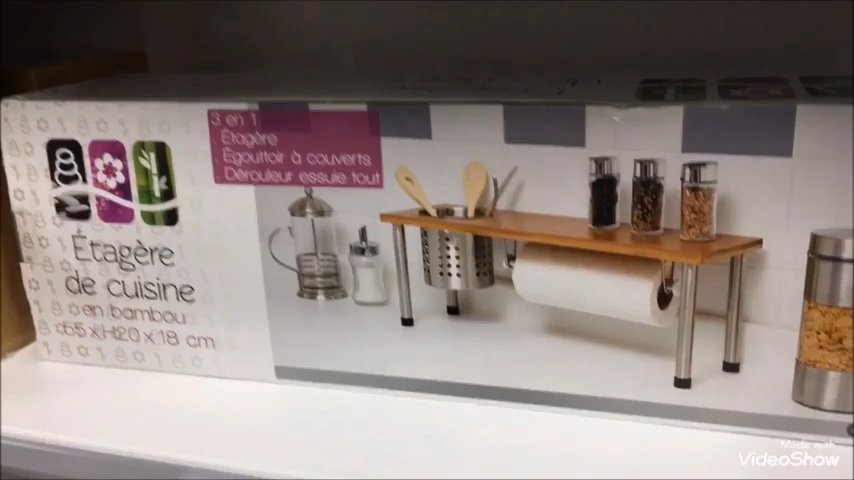 3 en 1
. Étagère
. Égouttoir à couverts
. Dérouleur essuie tout
Étagère
de cuisine
en bambou
65 x H20 x 18 cm
Made with
VideoShow